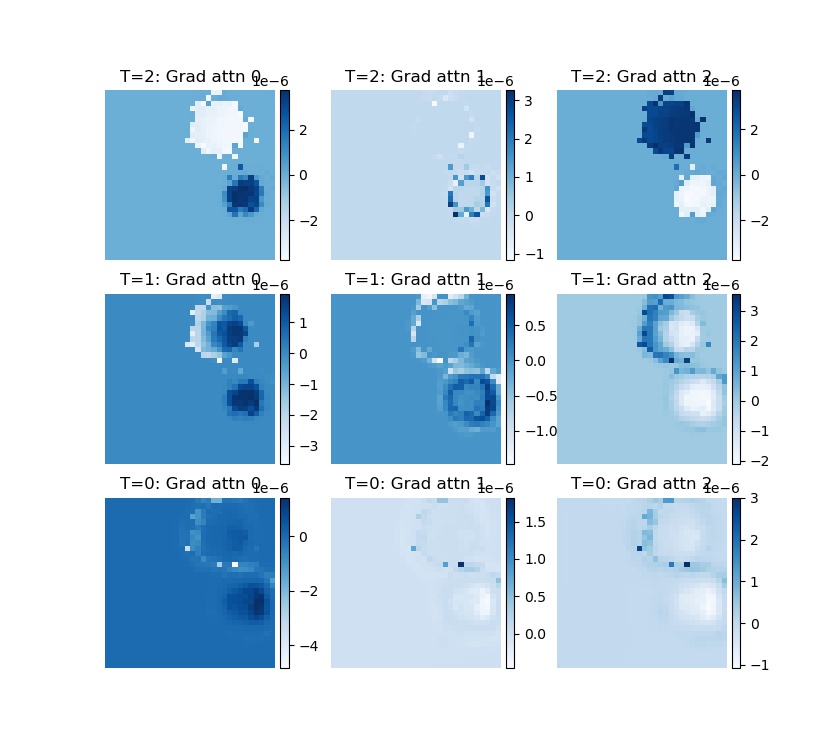 T=2: Grad attn 0
1e−6
2
0
−2
T=2: Grad attn 1
1e−6
3
2
1
0
−1
T=2: Grad attn 2
1e−6
2
0
−2
T=1: Grad attn 0
1e−6
1
0
−1
−2
−3
T=1: Grad attn 1
1e−6
0.5
0.0
−0.5
−1.0
T=1: Grad attn 2
1e−6
3
2
1
0
−1
−2
T=0: Grad attn 0
1e−6
0
−2
−4
T=0: Grad attn 1
1e−6
1.5
1.0
0.5
0.0
T=0: Grad attn 2
1e−6
3
2
1
0
−1